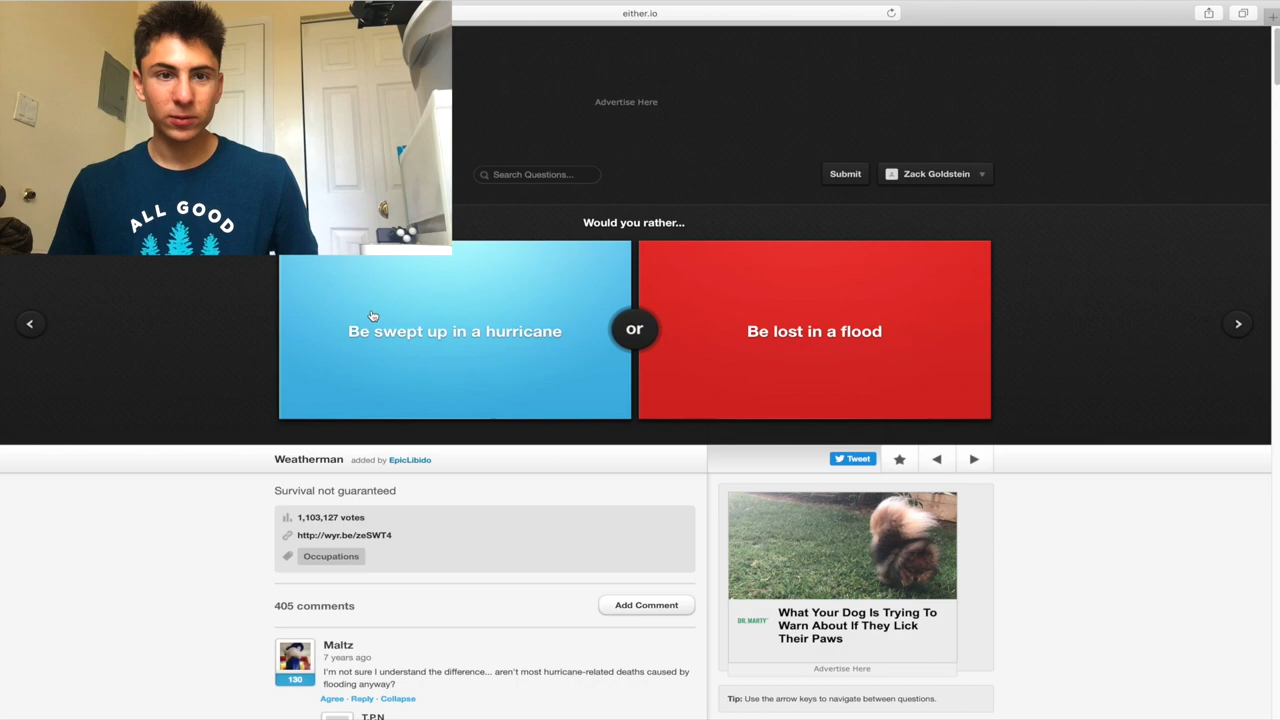 either.io
Advertise Here
ALL GOOD
Search Questions...
Submit
Zack Goldstein
Would you rather...
Be swept up in a hurricane
or
Be lost in a flood
Weatherman added by EpicLibido
Tweet
Survival not guaranteed
1,103,127 votes
http://wyr.be/zeSWT4
Occupations
405 comments
Add Comment
Maltz
7 years ago
130
I'm not sure I understand the difference... aren't most hurricane-related deaths caused by
flooding anyway?
Agree · Reply · Collapse
T.P.N
DR. MARTY
What Your Dog Is Trying To
Warn About If They Lick
Their Paws
Advertise Here
Tip: Use the arrow keys to navigate between questions.